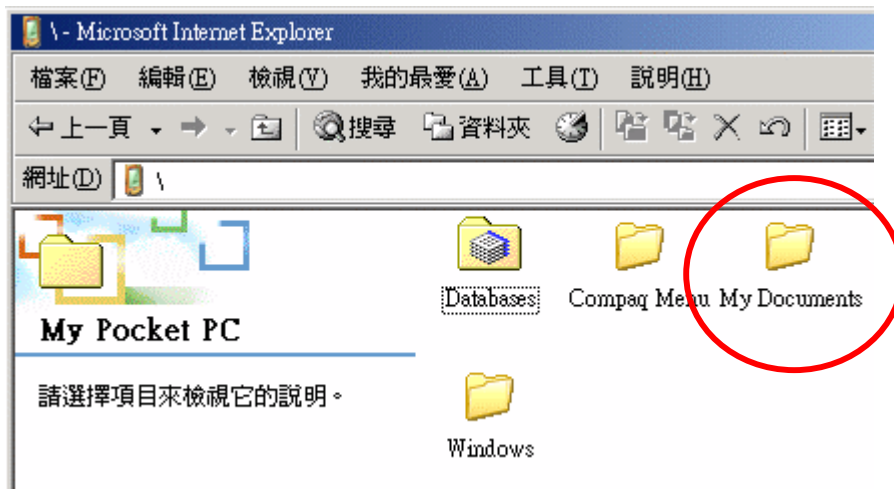 \ - Microsoft Internet Explorer
檔案(F) 編輯(E) 檢視(V) 我的最愛(A) 工具(T) 說明(H)
上一頁 搜尋 資料夾
網址(D) \
Databases Compaq Menu My Documents
My Pocket PC
請選擇項目來檢視它的說明。
Windows